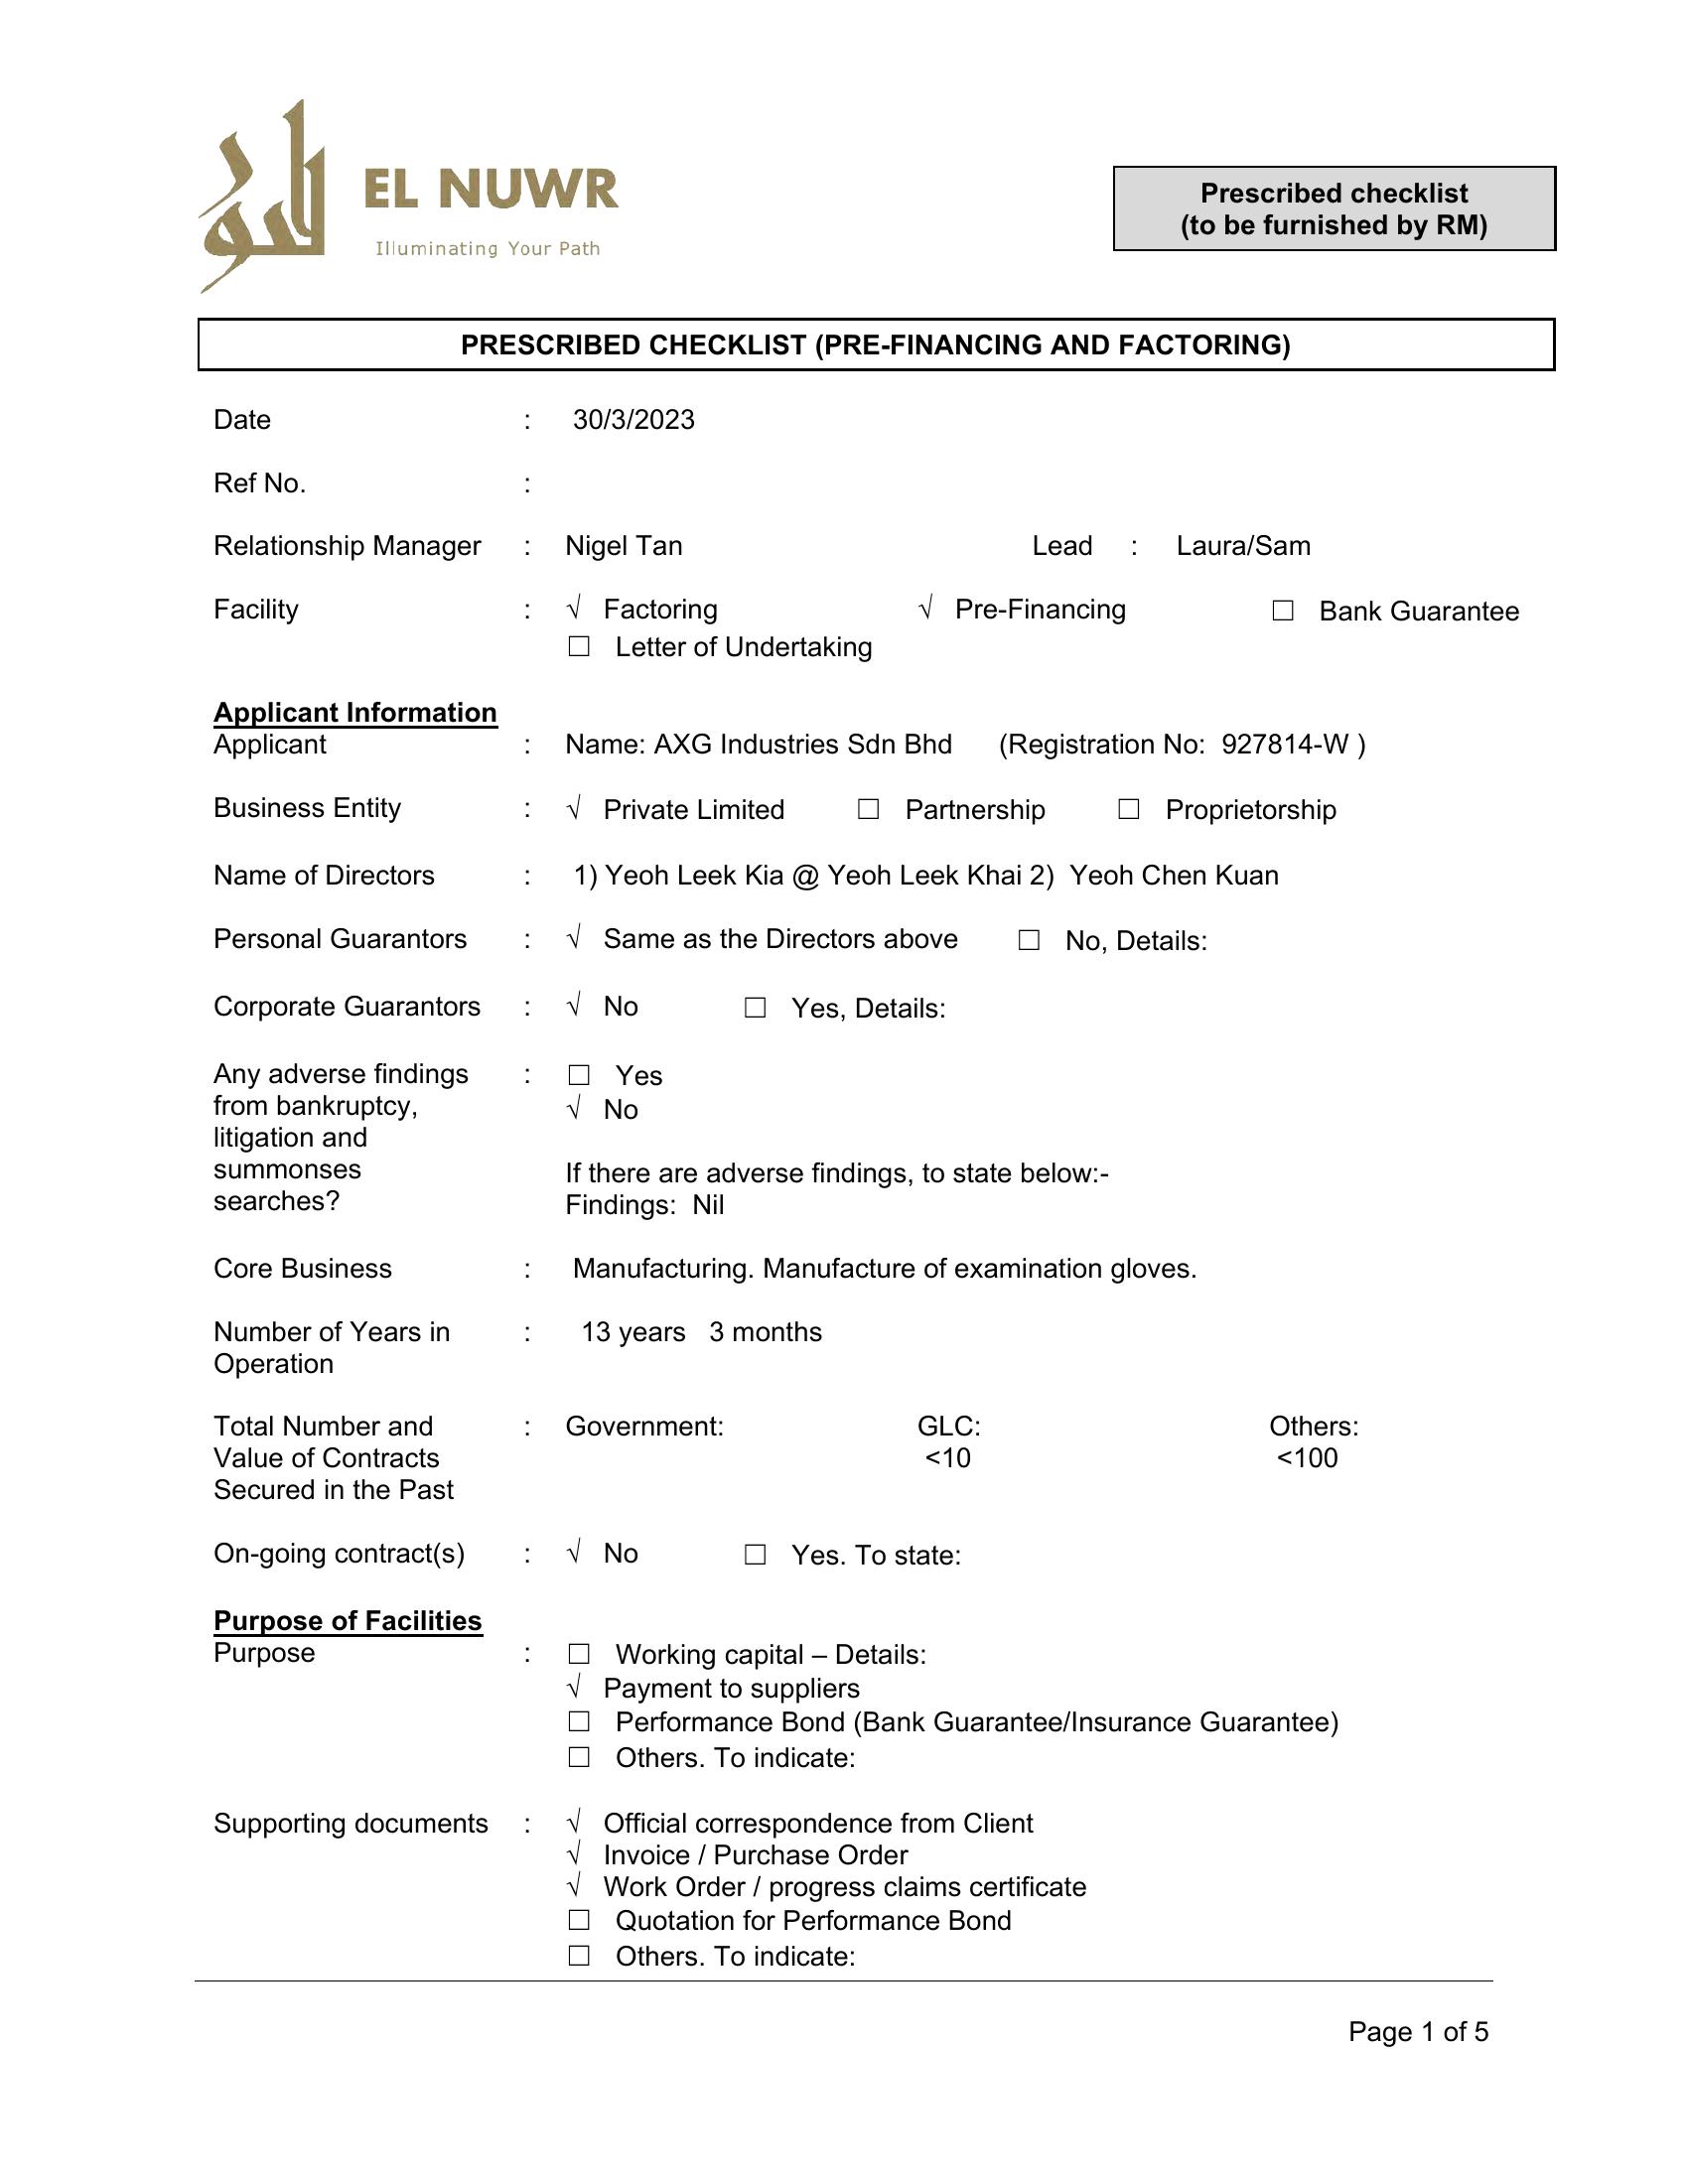 EL NUWR
Illuminating Your Path
Prescribed checklist
(to be furnished by RM)
PRESCRIBED CHECKLIST (PRE-FINANCING AND FACTORING)
Date : 30/3/2023
Ref No. :
Relationship Manager : Nigel Tan Lead : Laura/Sam
Facility : √ Factoring √ Pre-Financing ☐ Bank Guarantee
☐ Letter of Undertaking
Applicant Information
Applicant : Name: AXG Industries Sdn Bhd (Registration No: 927814-W )
Business Entity : √ Private Limited ☐ Partnership ☐ Proprietorship
Name of Directors : 1) Yeoh Leek Kia @ Yeoh Leek Khai 2) Yeoh Chen Kuan
Personal Guarantors : √ Same as the Directors above ☐ No, Details:
Corporate Guarantors : √ No ☐ Yes, Details:
Any adverse findings : ☐ Yes
from bankruptcy, √ No
litigation and
summonses If there are adverse findings, to state below:-
searches? Findings: Nil
Core Business : Manufacturing. Manufacture of examination gloves.
Number of Years in : 13 years 3 months
Operation
Total Number and : Government: GLC: Others:
Value of Contracts <10 <100
Secured in the Past
On-going contract(s) : √ No ☐ Yes. To state:
Purpose of Facilities
Purpose : ☐ Working capital – Details:
√ Payment to suppliers
☐ Performance Bond (Bank Guarantee/Insurance Guarantee)
☐ Others. To indicate:
Supporting documents : √ Official correspondence from Client
√ Invoice / Purchase Order
√ Work Order / progress claims certificate
☐ Quotation for Performance Bond
☐ Others. To indicate:
Page 1 of 5